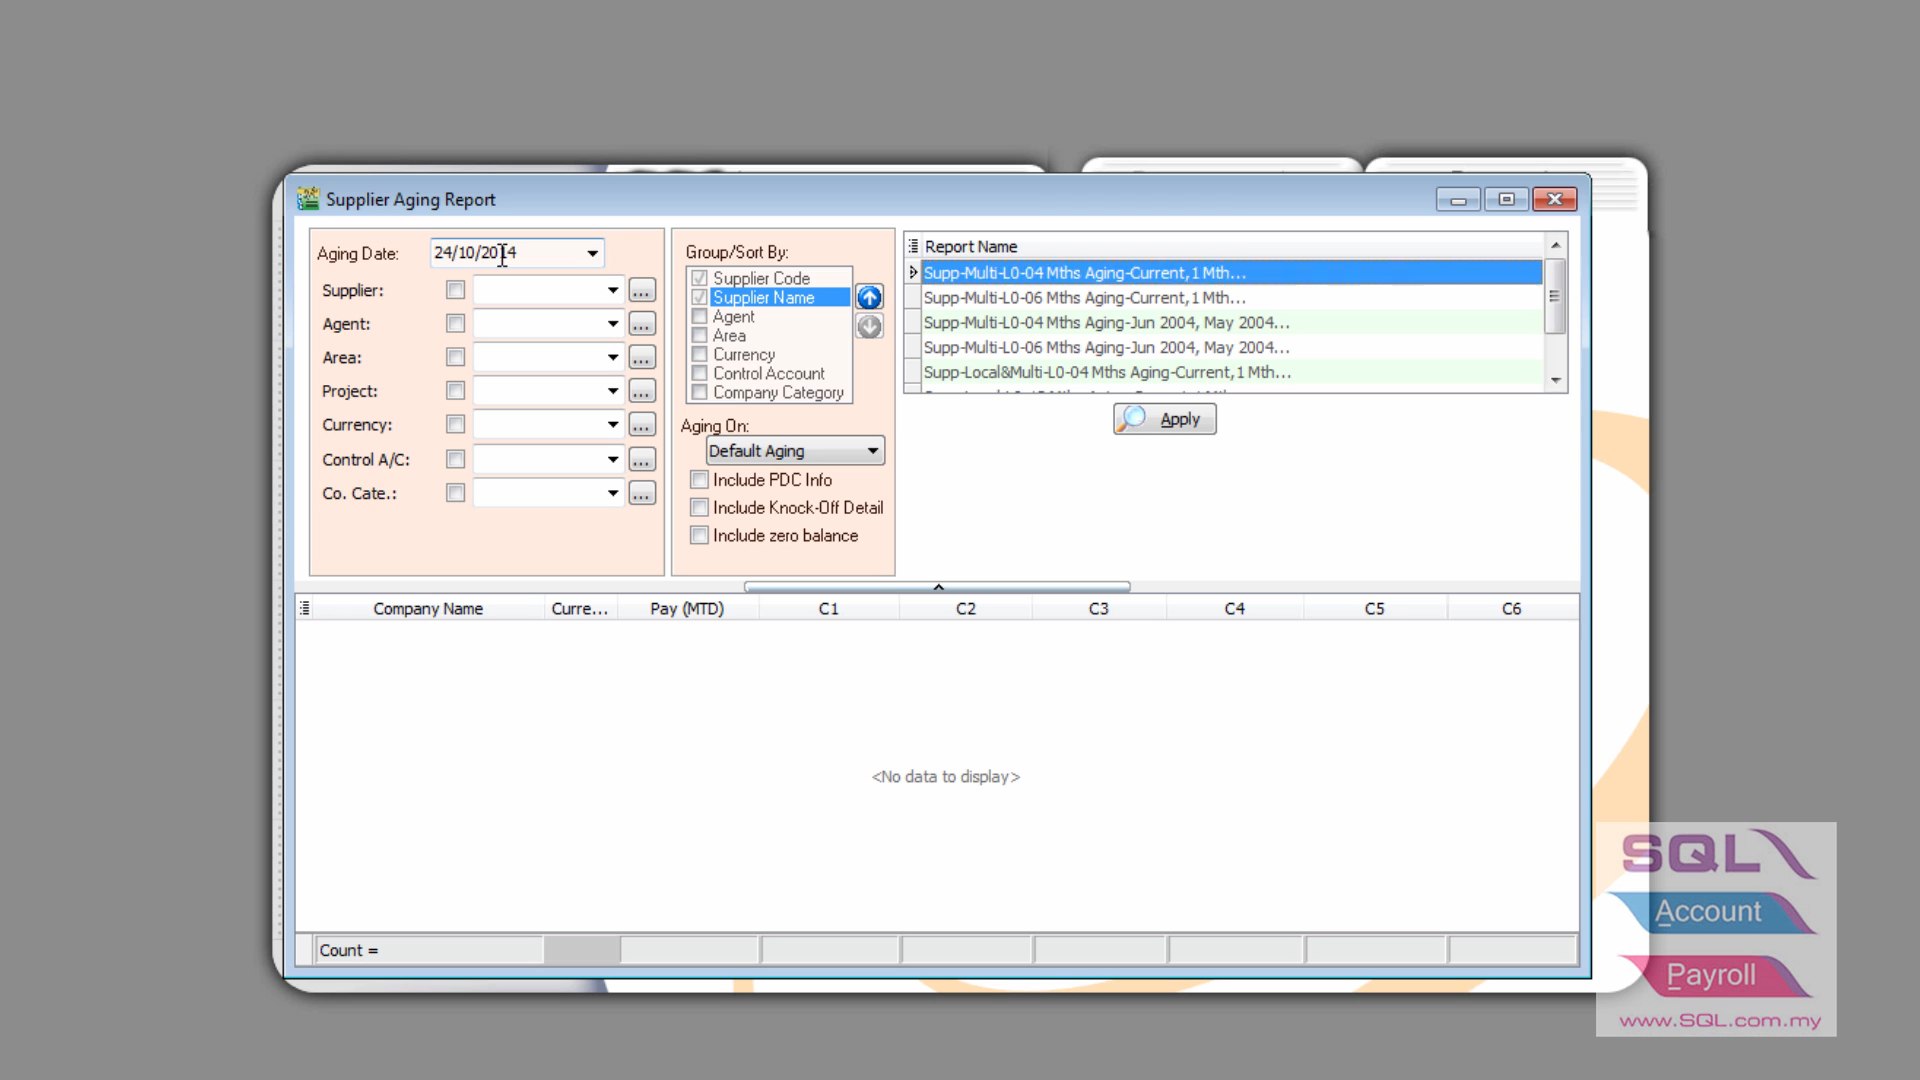 Supplier Aging Report
Aging Date: 24/10/2014
Supplier:
Agent:
Area:
Project:
Currency:
Control A/C:
Co. Cate.:
Group/Sort By:
Supplier Code
Supplier Name
Agent
Area
Currency
Control Account
Company Category
Aging On:
Default Aging
Include PDC Info
Include Knock-Off Detail
Include zero balance
Report Name
Supp-Multi-L0-04 Mths Aging-Current,1 Mth...
Supp-Multi-L0-06 Mths Aging-Current,1 Mth...
Supp-Multi-L0-04 Mths Aging-Jun 2004, May 2004...
Supp-Multi-L0-06 Mths Aging-Jun 2004, May 2004...
Supp-Local&Multi-L0-04 Mths Aging-Current,1 Mth...
Apply
Company Name Curre... Pay (MTD) C1 C2 C3 C4 C5 C6
<No data to display>
Count =
SQL
Account
Payroll
www.SQL.com.my